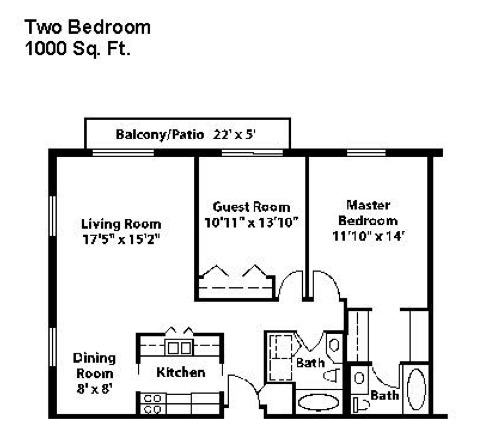 Two Bedroom
1000 Sq. Ft.
Balcony/Patio 22' x 5'
Living Room
17'5" x 15'2"
Guest Room
10'11" x 13'10"
Master
Bedroom
11'10" x 14'
Dining
Room
8' x 8'
Kitchen
Bath
Bath